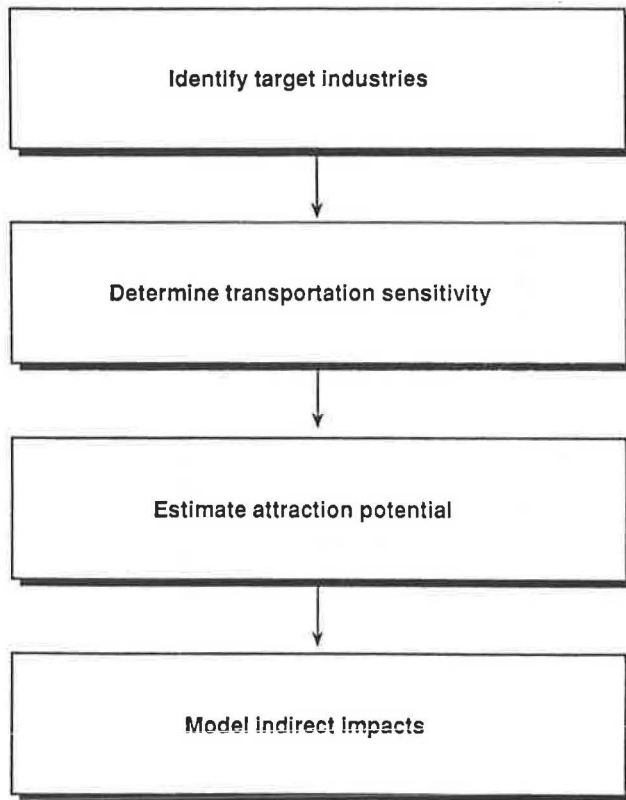 Identify target industries
Determine transportation sensitivity
Estimate attraction potential
Model indirect impacts